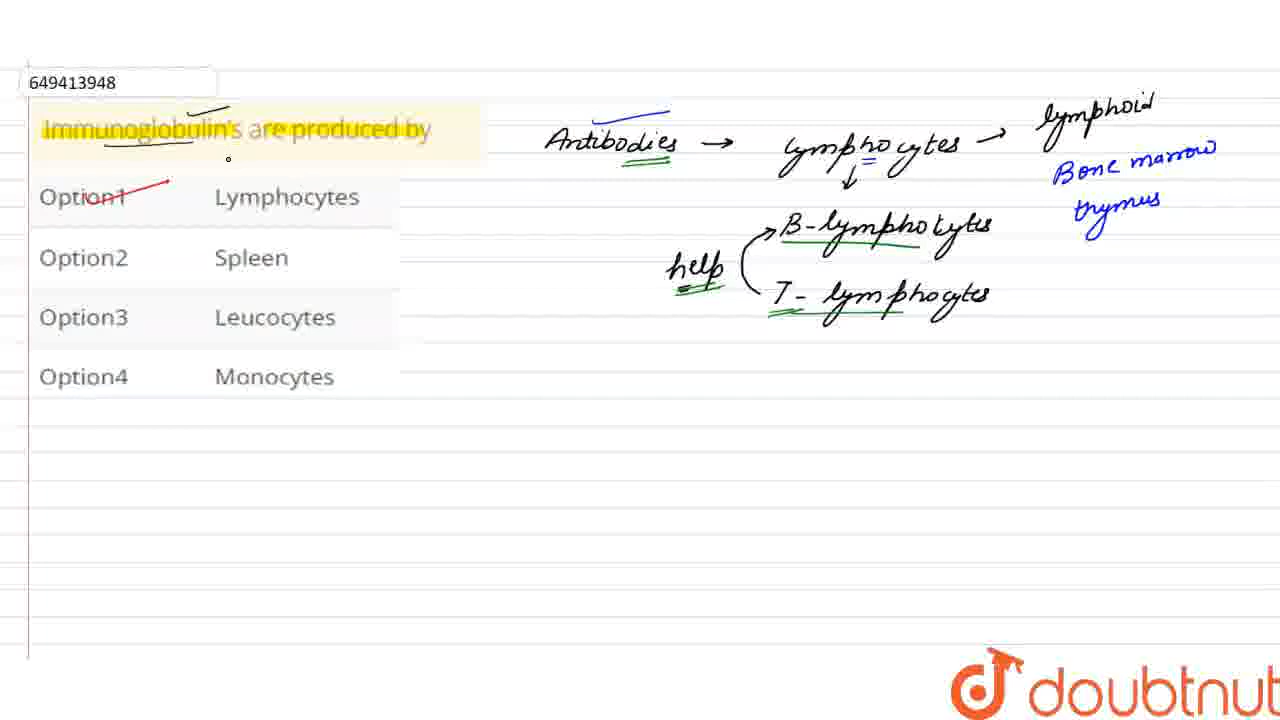 649413948
Immunoglobulin's are produced by
Option1 Lymphocytes
Option2 Spleen
Option3 Leucocytes
Option4 Monocytes
Antibodies → lymphocytes → lymphoid
Bone marrow
thymus
B-lymphocytes
help
T- lymphocytes
doubtnut